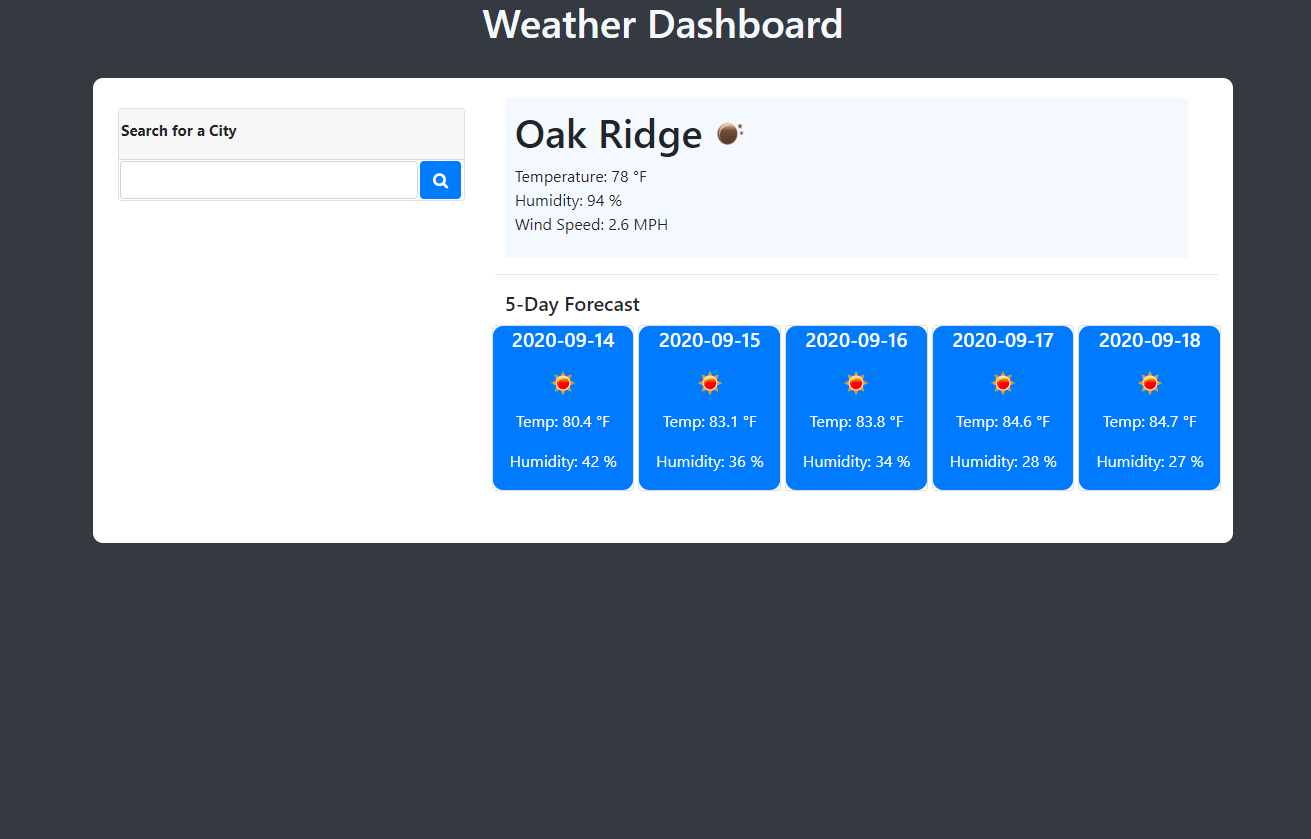 Weather Dashboard
Search for a City
Oak Ridge
Temperature: 78 °F
Humidity: 94 %
Wind Speed: 2.6 MPH
5-Day Forecast
2020-09-14
Temp: 80.4 °F
Humidity: 42 %
2020-09-15
Temp: 83.1 °F
Humidity: 36 %
2020-09-16
Temp: 83.8 °F
Humidity: 34 %
2020-09-17
Temp: 84.6 °F
Humidity: 28 %
2020-09-18
Temp: 84.7 °F
Humidity: 27 %